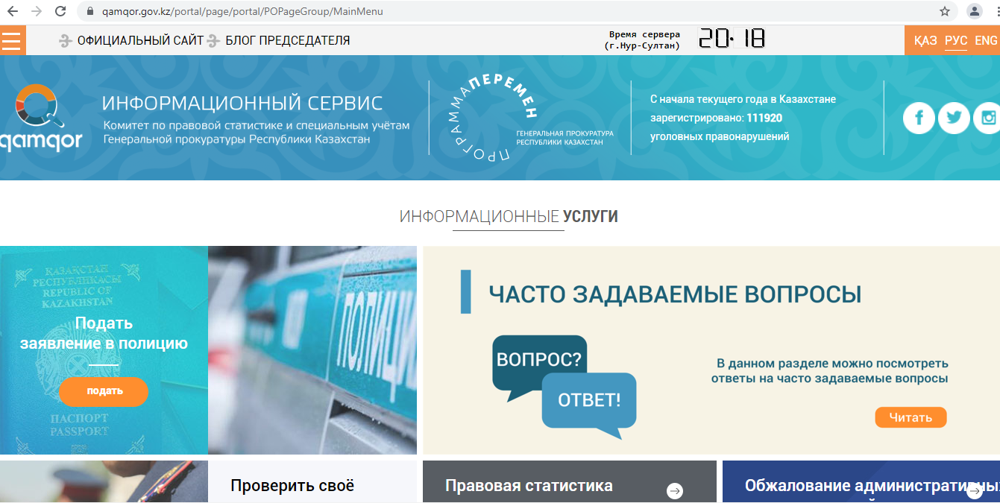 qamqor.gov.kz/portal/page/portal/POPageGroup/MainMenu
ОФИЦИАЛЬНЫЙ САЙТ БЛОГ ПРЕДСЕДАТЕЛЯ
Время сервера
(г.Нур-Султан)
20:18
ҚАЗ РУС ENG
qamqor
ИНФОРМАЦИОННЫЙ СЕРВИС
Комитет по правовой статистике и специальным учётам
Генеральной прокуратуры Республики Казахстан
ПРОГРАММА ПЕРЕМЕН
ГЕНЕРАЛЬНАЯ ПРОКУРАТУРА
РЕСПУБЛИКИ КАЗАХСТАН
С начала текущего года в Казахстане
зарегистрировано: 111920
уголовных правонарушений
ИНФОРМАЦИОННЫЕ УСЛУГИ
ҚАЗАҚСТАН
РЕСПУБЛИКАСЫ
REPUBLIC OF
KAZAKHSTAN
Подать
заявление в полицию
подать
ПАСПОРТ
PASSPORT
ПОЛИЦИ
ЧАСТО ЗАДАВАЕМЫЕ ВОПРОСЫ
ВОПРОС?
ОТВЕТ!
В данном разделе можно посмотреть
ответы на часто задаваемые вопросы
Читать
Проверить своё
Правовая статистика
Обжалование административных